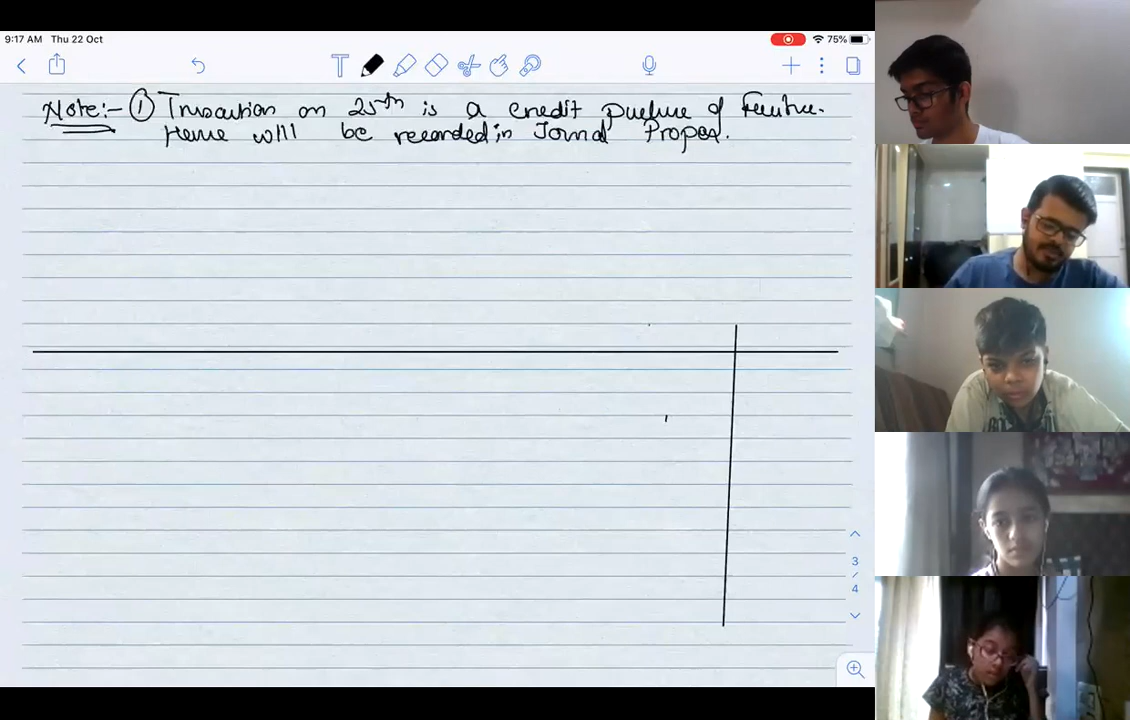 9:17 AM Thu 22 Oct
75%
T
Note:- ① Transaction on 25th is a credit purchase of Furniture.
Hence will be recorded in Jornal Proper.
3
/
4